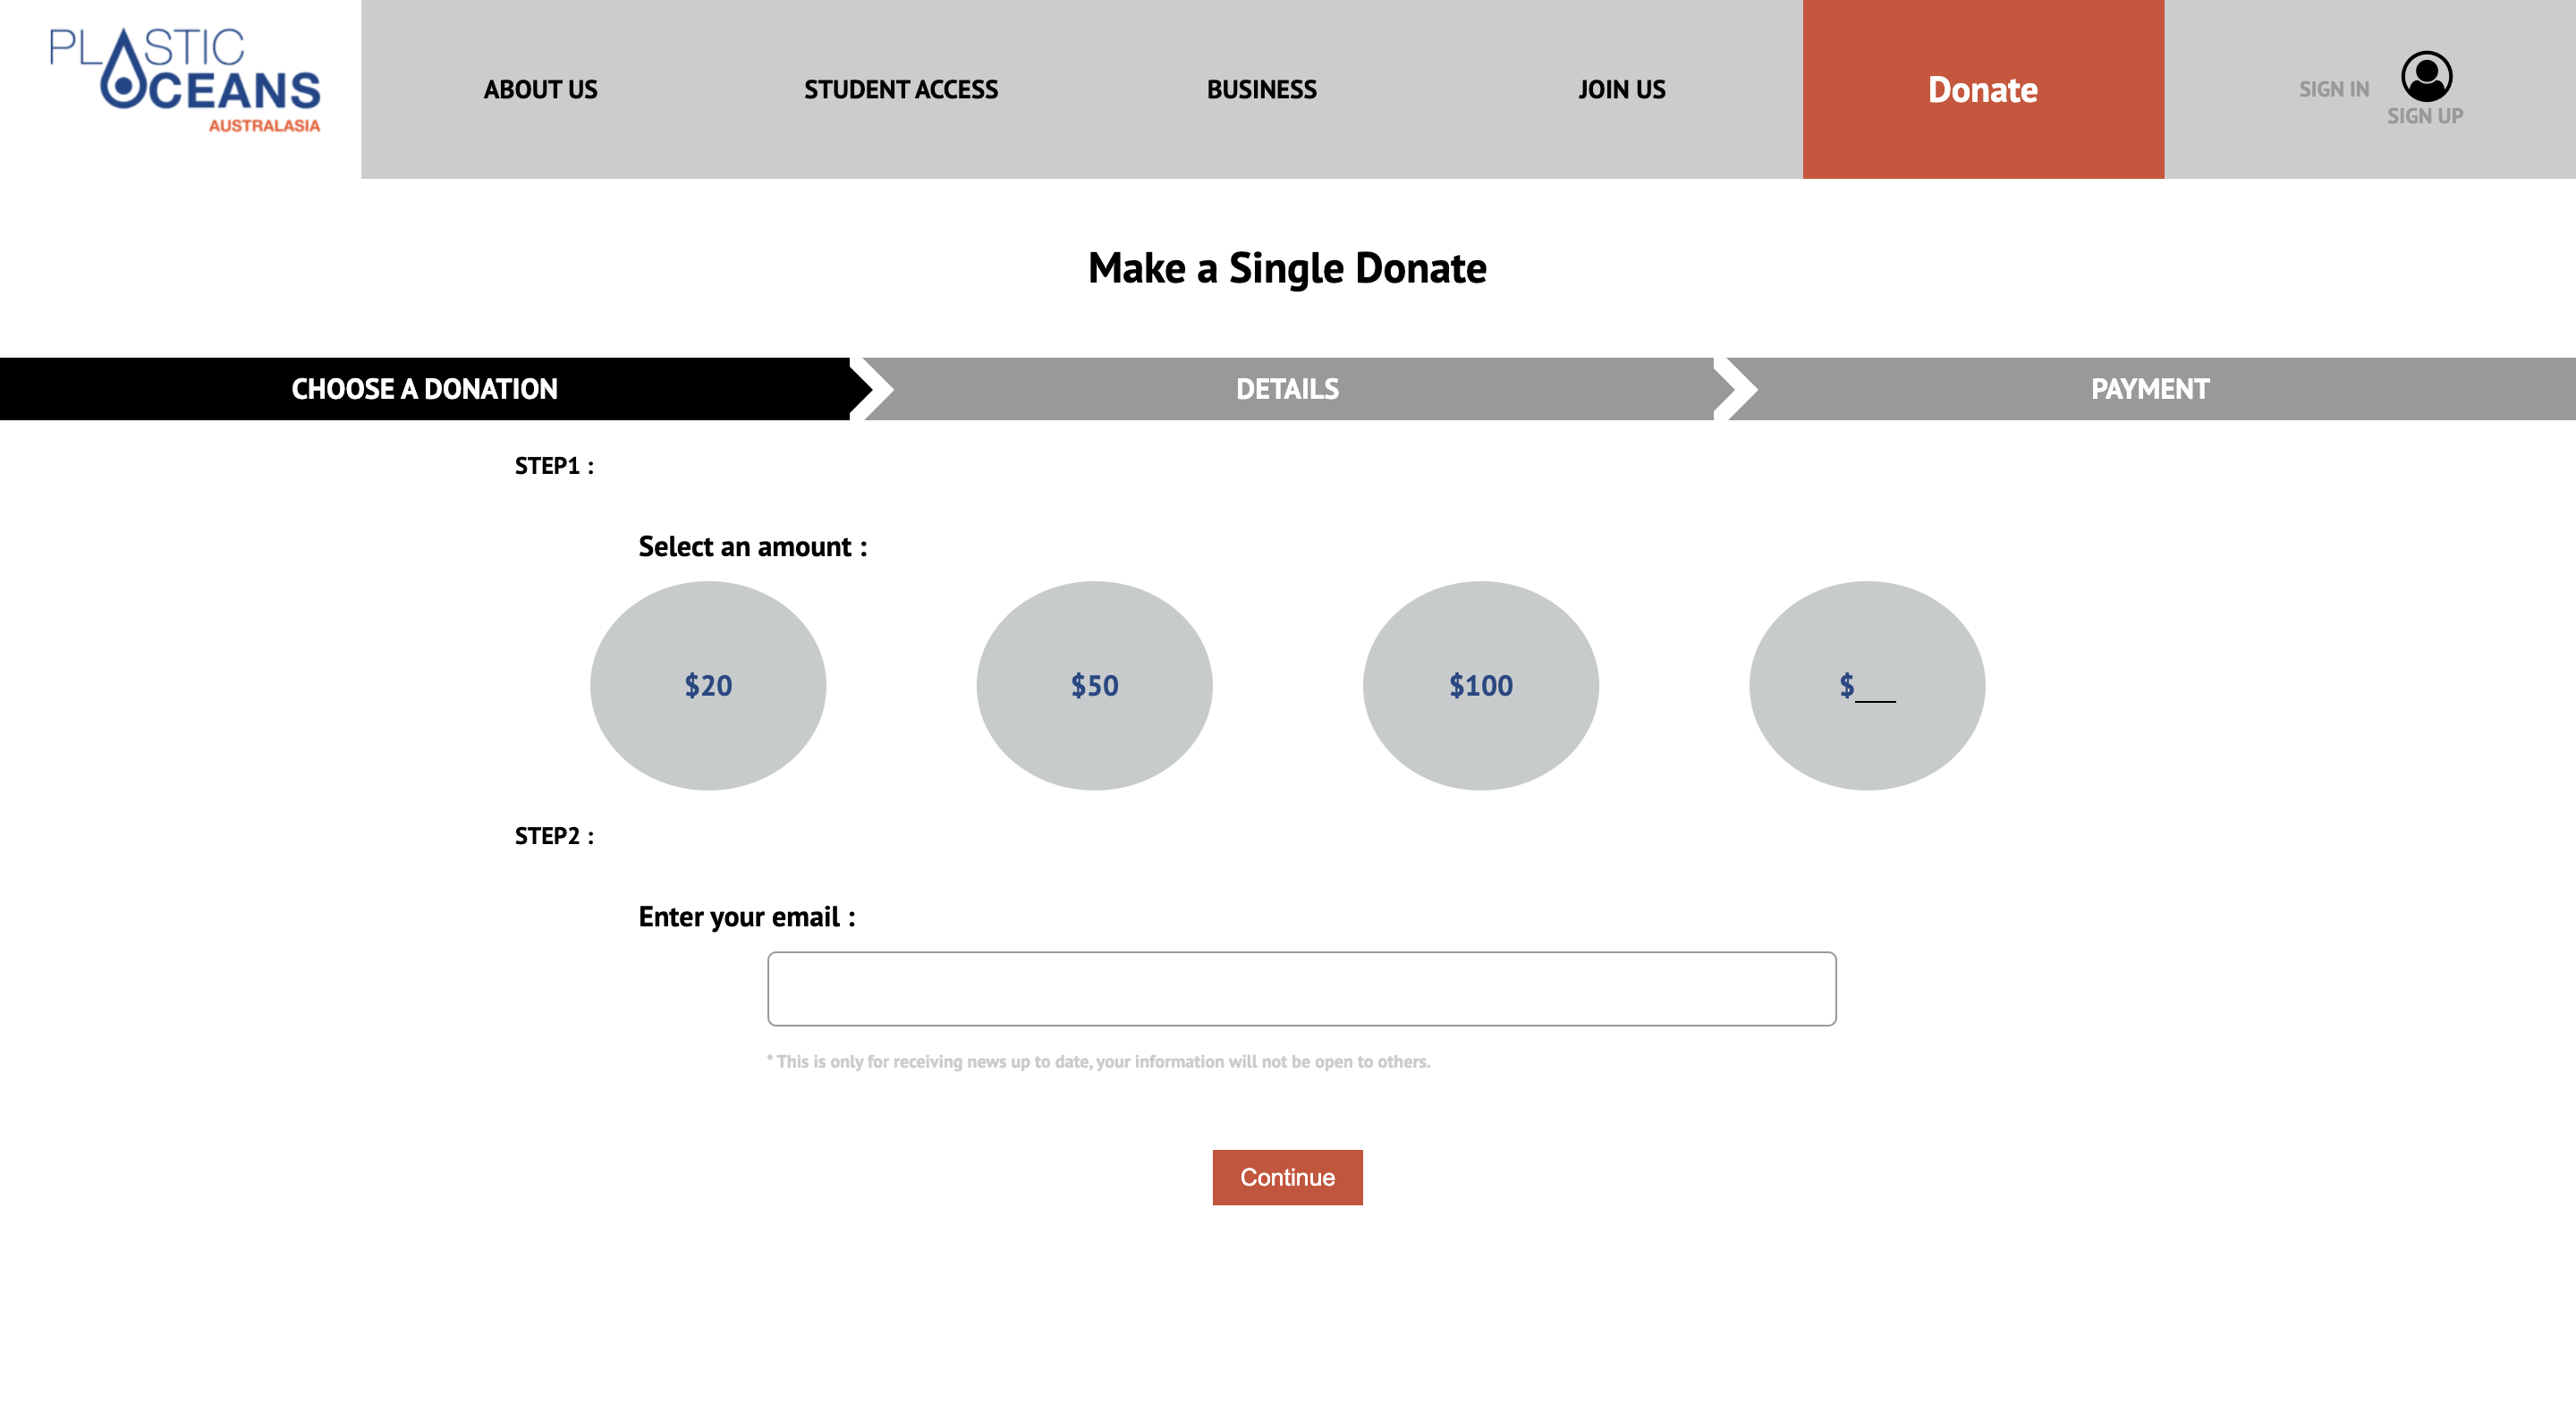 PLASTIC
OCEANS
AUSTRALASIA
ABOUT US
STUDENT ACCESS
BUSINESS
JOIN US
Donate
SIGN IN
SIGN UP
Make a Single Donate
CHOOSE A DONATION
DETAILS
PAYMENT
STEP1 :
Select an amount :
$20
$50
$100
$___
STEP2 :
Enter your email :
* This is only for receiving news up to date, your information will not be open to others.
Continue